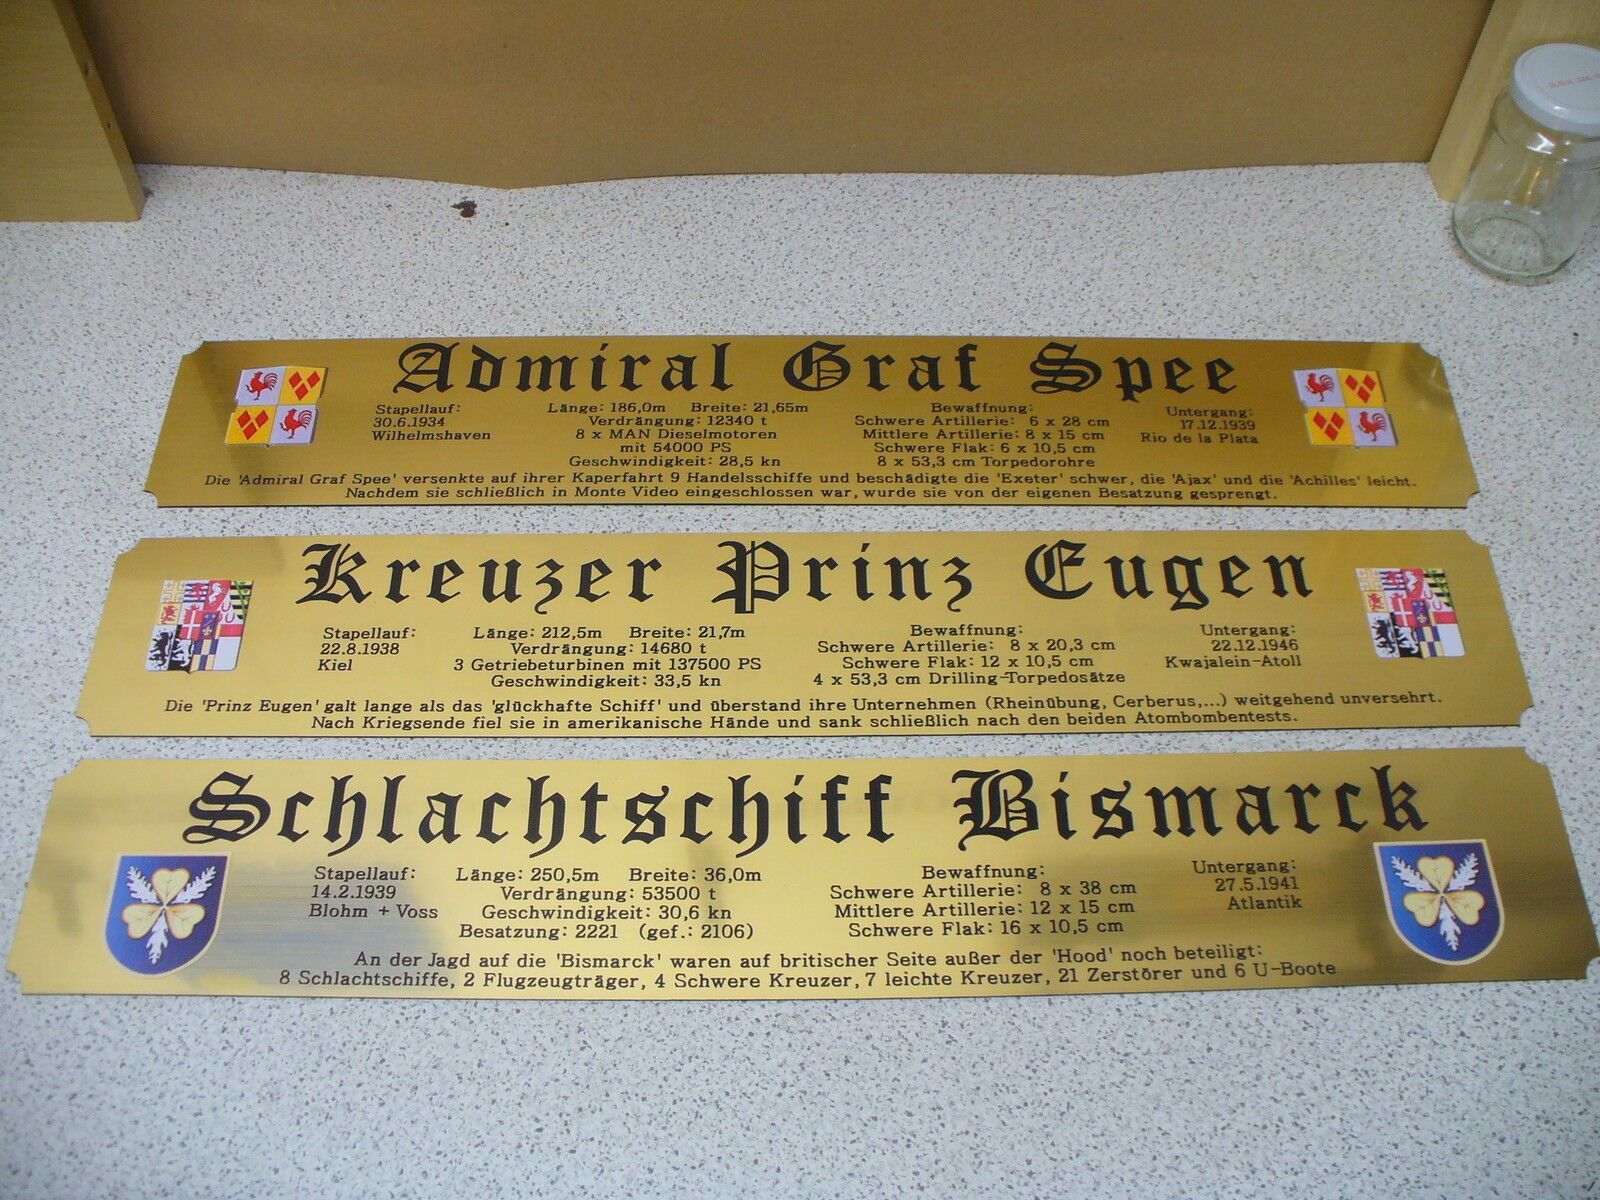 Admiral Graf Spee
Stapellauf:
30.6.1934
Wilhelmshaven
Länge: 186,0m Breite: 21,65m
Verdrängung: 12340 t
8 x MAN Dieselmotoren
mit 54000 PS
Geschwindigkeit: 28,5 kn
Bewaffnung:
Schwere Artillerie: 6 x 28 cm
Mittlere Artillerie: 8 x 15 cm
Schwere Flak: 6 x 10,5 cm
8 x 53,3 cm Torpedorohre
Untergang:
17.12.1939
Rio de la Plata
Die 'Admiral Graf Spee' versenkte auf ihrer Kaperfahrt 9 Handelsschiffe und beschädigte die 'Exeter' schwer, die 'Ajax' und die 'Achilles' leicht.
Nachdem sie schließlich in Monte Video eingeschlossen war, wurde sie von der eigenen Besatzung gesprengt.
Kreuzer Prinz Eugen
Stapellauf:
22.8.1938
Kiel
Länge: 212,5m Breite: 21,7m
Verdrängung: 14680 t
3 Getriebeturbinen mit 137500 PS
Geschwindigkeit: 33,5 kn
Bewaffnung:
Schwere Artillerie: 8 x 20,3 cm
Schwere Flak: 12 x 10,5 cm
4 x 53,3 cm Drilling-Torpedosätze
Untergang:
22.12.1946
Kwajalein-Atoll
Die 'Prinz Eugen' galt lange als das 'glückhafte Schiff' und überstand ihre Unternehmen (Rheinübung, Cerberus,...) weitgehend unversehrt.
Nach Kriegsende fiel sie in amerikanische Hände und sank schließlich nach den beiden Atombombentests.
Schlachtschiff Bismarck
Stapellauf:
14.2.1939
Blohm + Voss
Länge: 250,5m Breite: 36,0m
Verdrängung: 53500 t
Geschwindigkeit: 30,6 kn
Besatzung: 2221 (gef.: 2106)
Bewaffnung:
Schwere Artillerie: 8 x 38 cm
Mittlere Artillerie: 12 x 15 cm
Schwere Flak: 16 x 10,5 cm
Untergang:
27.5.1941
Atlantik
An der Jagd auf die 'Bismarck' waren auf britischer Seite außer der 'Hood' noch beteiligt:
8 Schlachtschiffe, 2 Flugzeugträger, 4 Schwere Kreuzer, 7 leichte Kreuzer, 21 Zerstörer und 6 U-Boote